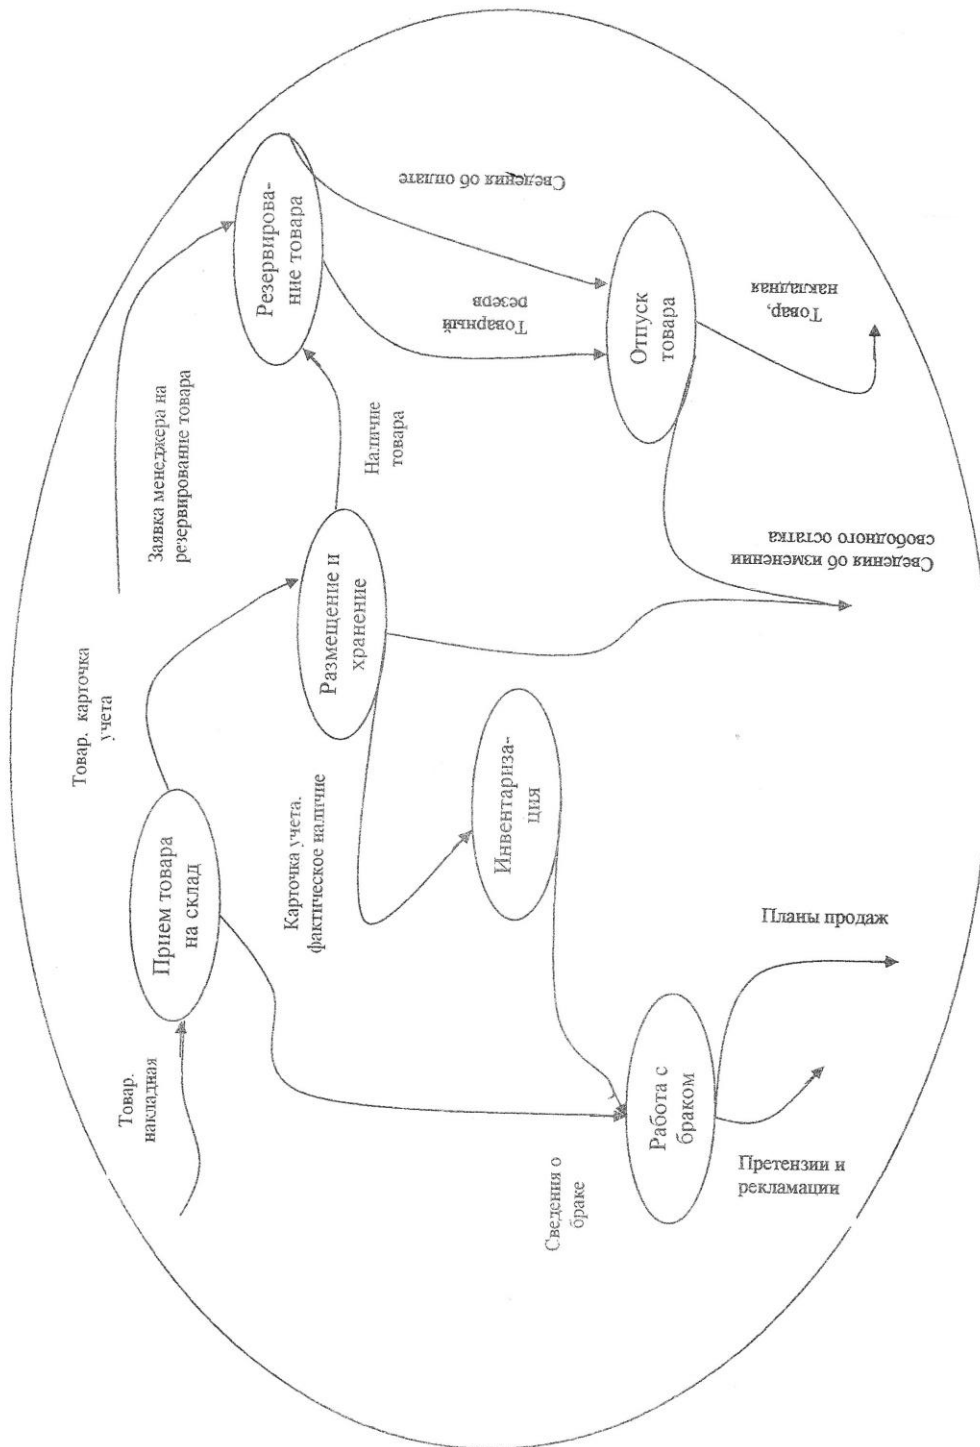 Товар.
накладная
Прием товара
на склад
Товар. карточка
учета
Заявка менеджера на
резервирование товара
Размещение и
хранение
Наличие
товара
Резервирова-
ние товара
Карточка учета.
фактическое наличие
Инвентариза-
ция
Товарный
резерв
Сведения об оплате
Отпуск
товара
Товар,
накладная
Сведения об изменении
свободного остатка
Сведения о
браке
Работа с
браком
Претензии и
рекламации
Планы продаж